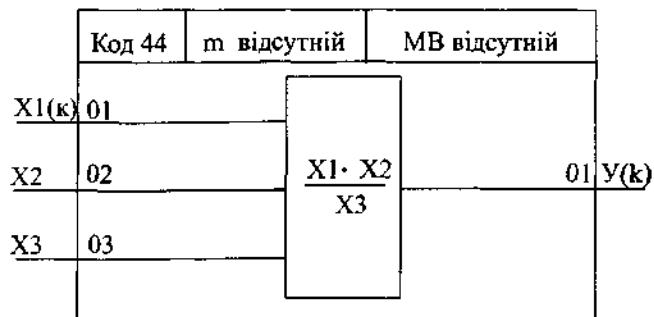 Код 44 m відсутній МВ відсутній
X1(к) 01
X2 02 X1· X2 01 У(k)
X3
X3 03